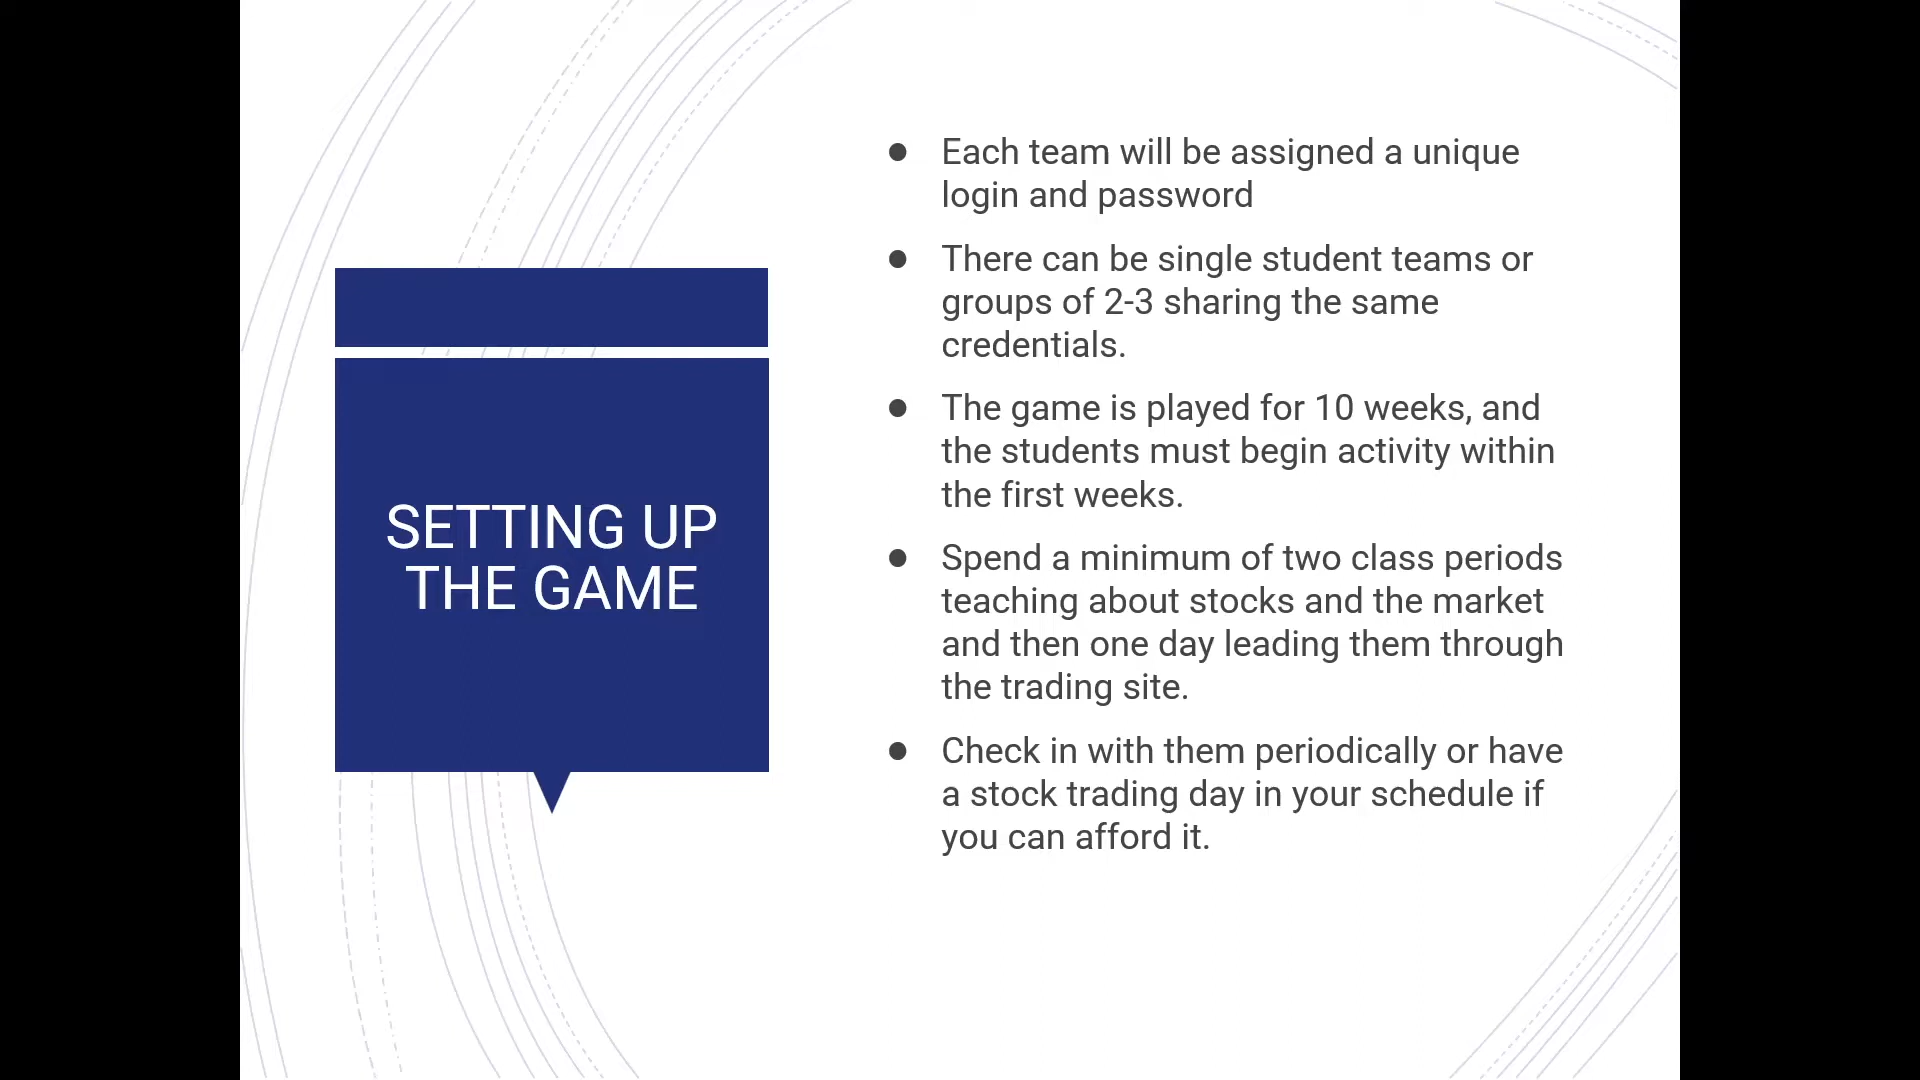 SETTING UP
THE GAME
● Each team will be assigned a unique
login and password
● There can be single student teams or
groups of 2-3 sharing the same
credentials.
● The game is played for 10 weeks, and
the students must begin activity within
the first weeks.
● Spend a minimum of two class periods
teaching about stocks and the market
and then one day leading them through
the trading site.
● Check in with them periodically or have
a stock trading day in your schedule if
you can afford it.